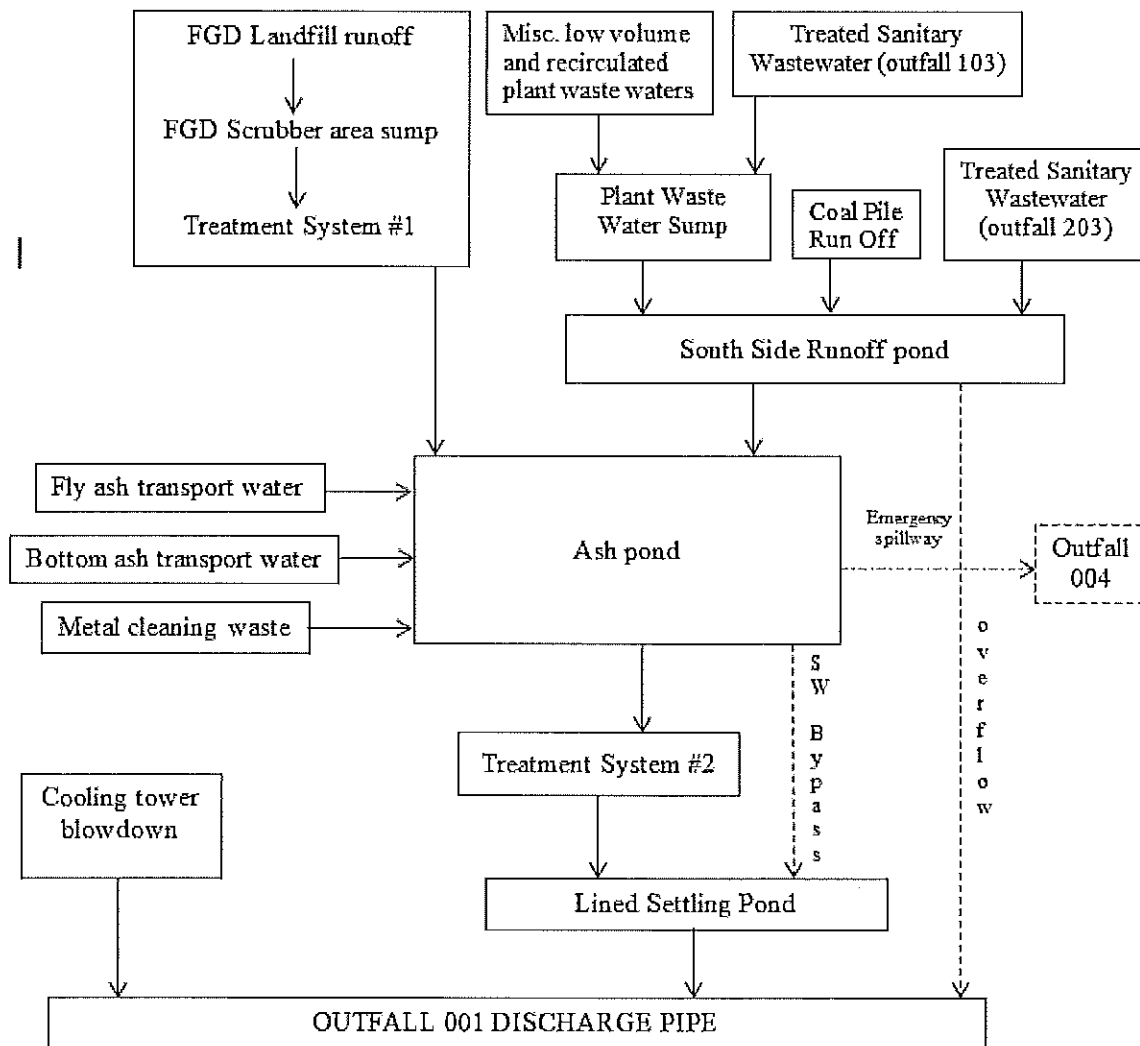 FGD Landfill runoff
FGD Scrubber area sump
Treatment System #1
Misc. low volume
and recirculated
plant waste waters
Treated Sanitary
Wastewater (outfall 103)
Plant Waste
Water Sump
Coal Pile
Run Off
Treated Sanitary
Wastewater
(outfall 203)
South Side Runoff pond
Fly ash transport water
Bottom ash transport water
Metal cleaning waste
Ash pond
Emergency
spillway
Outfall
004
overflow
SW Bypass
Treatment System #2
Cooling tower
blowdown
Lined Settling Pond
OUTFALL 001 DISCHARGE PIPE